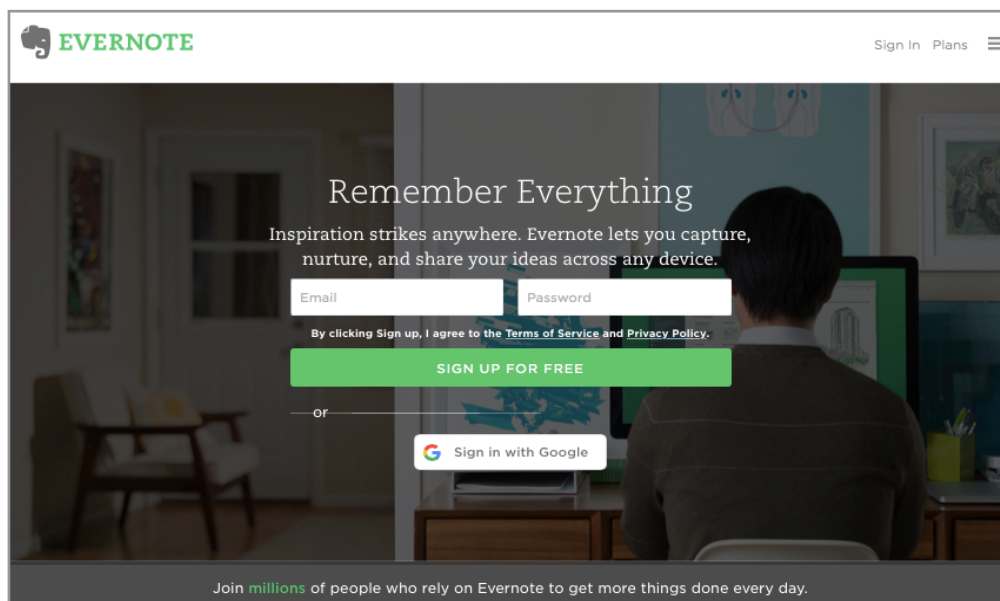 EVERNOTE
Sign In Plans
Remember Everything
Inspiration strikes anywhere. Evernote lets you capture,
nurture, and share your ideas across any device.
Email Password
By clicking Sign up, I agree to the Terms of Service and Privacy Policy.
SIGN UP FOR FREE
or
Sign in with Google
Join millions of people who rely on Evernote to get more things done every day.